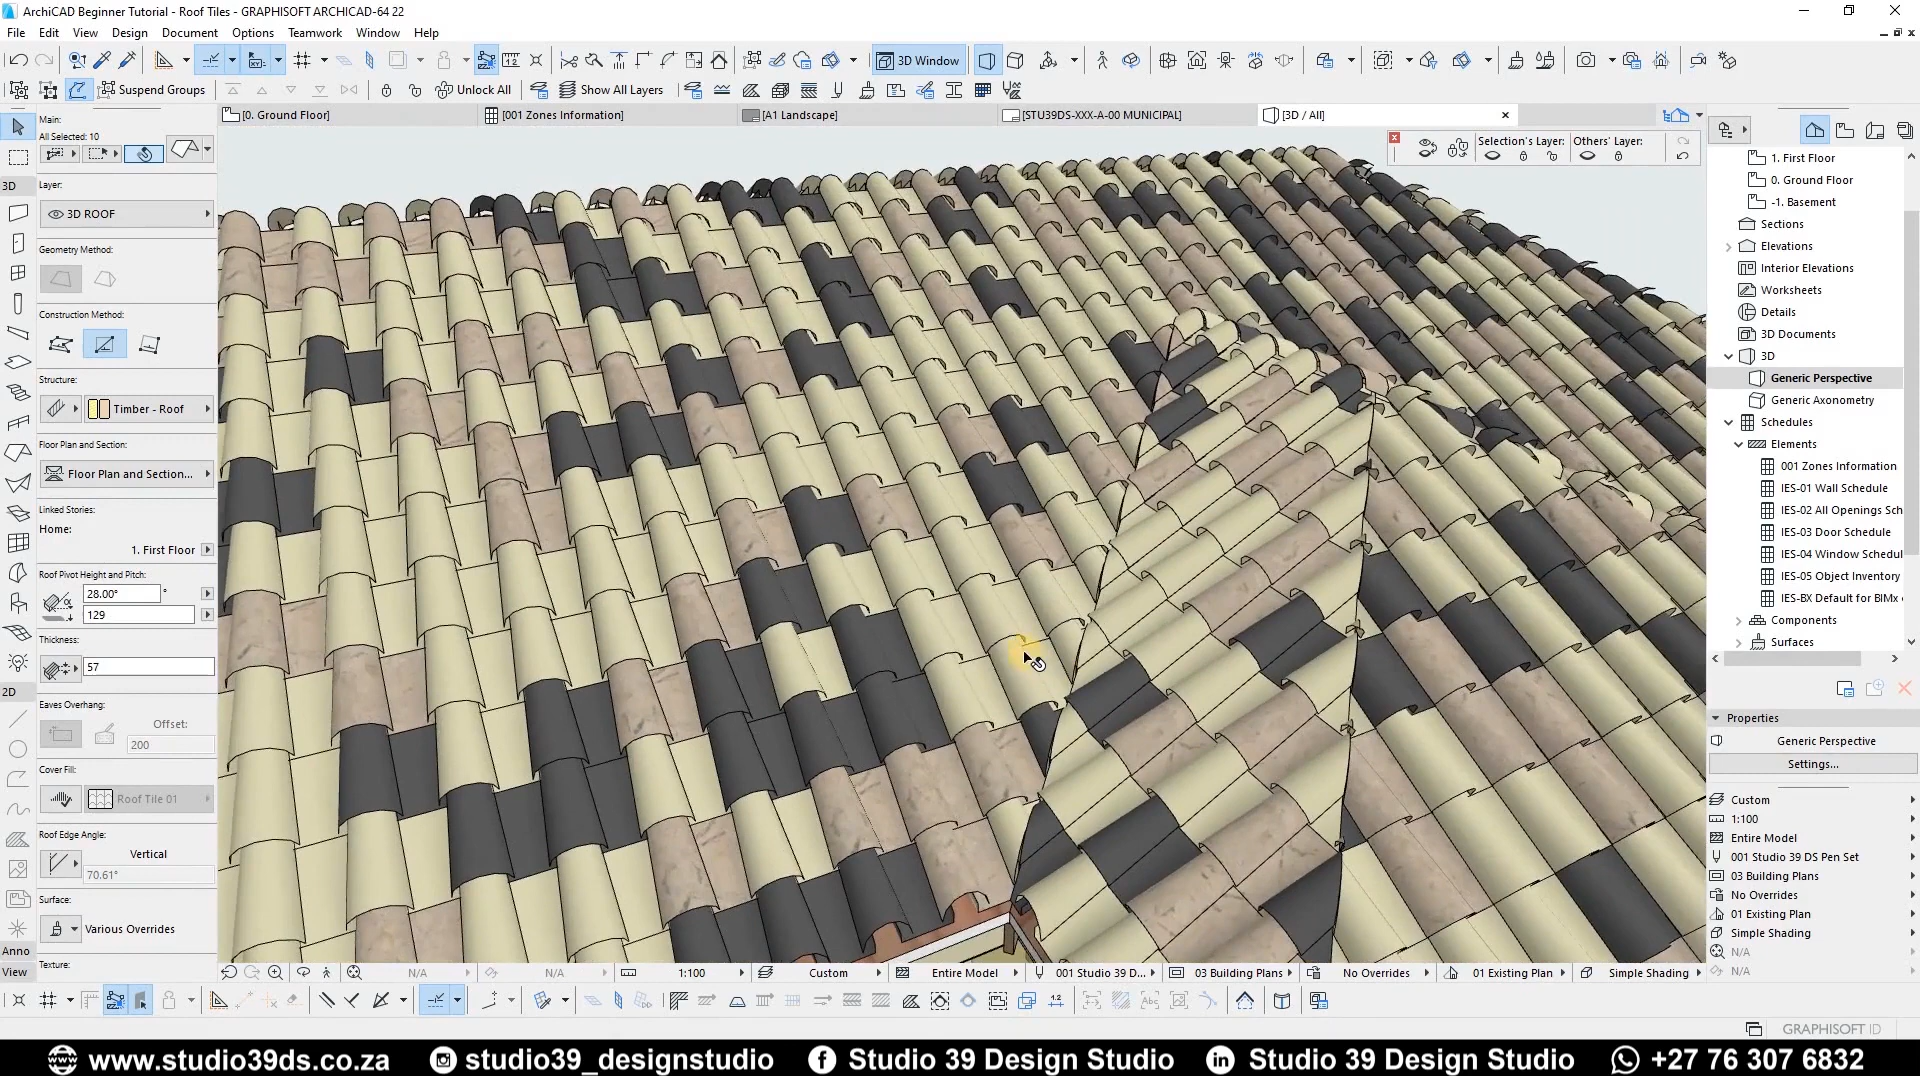 ArchiCAD Beginner Tutorial - Roof Tiles - GRAPHISOFT ARCHICAD-64 22
File Edit View Design Document Options Teamwork Window Help
3D Window
Suspend Groups
Unlock All
Show All Layers
[0. Ground Floor]
[001 Zones Information]
[A1 Landscape]
[STU39DS-XXX-A-00 MUNICIPAL]
[3D / All]
Selection's Layer:
Others' Layer:
Main:
All Selected: 10
3D
Layer:
3D ROOF
Geometry Method:
Construction Method:
Structure:
Timber - Roof
Floor Plan and Section:
Floor Plan and Section...
Linked Stories:
Home:
1. First Floor
Roof Pivot Height and Pitch:
28.00°
°
129
Thickness:
57
2D
Eaves Overhang:
Offset:
200
Cover Fill:
Roof Tile 01
Roof Edge Angle:
Vertical
70.61°
Surface:
Various Overrides
Anno
Texture:
View
1. First Floor
0. Ground Floor
-1. Basement
Sections
Elevations
Interior Elevations
Worksheets
Details
3D Documents
3D
Generic Perspective
Generic Axonometry
Schedules
Elements
001 Zones Information
IES-01 Wall Schedule
IES-02 All Openings Sch
IES-03 Door Schedule
IES-04 Window Schedul
IES-05 Object Inventory
IES-BX Default for BIMx
Components
Surfaces
Properties
Generic Perspective
Settings...
Custom
1:100
Entire Model
001 Studio 39 DS Pen Set
03 Building Plans
No Overrides
01 Existing Plan
Simple Shading
N/A
N/A
N/A N/A 1:100 Custom Entire Model 001 Studio 39 D... 03 Building Plans No Overrides 01 Existing Plan Simple Shading
GRAPHISOFT ID
www.studio39ds.co.za studio39_designstudio Studio 39 Design Studio Studio 39 Design Studio +27 76 307 6832